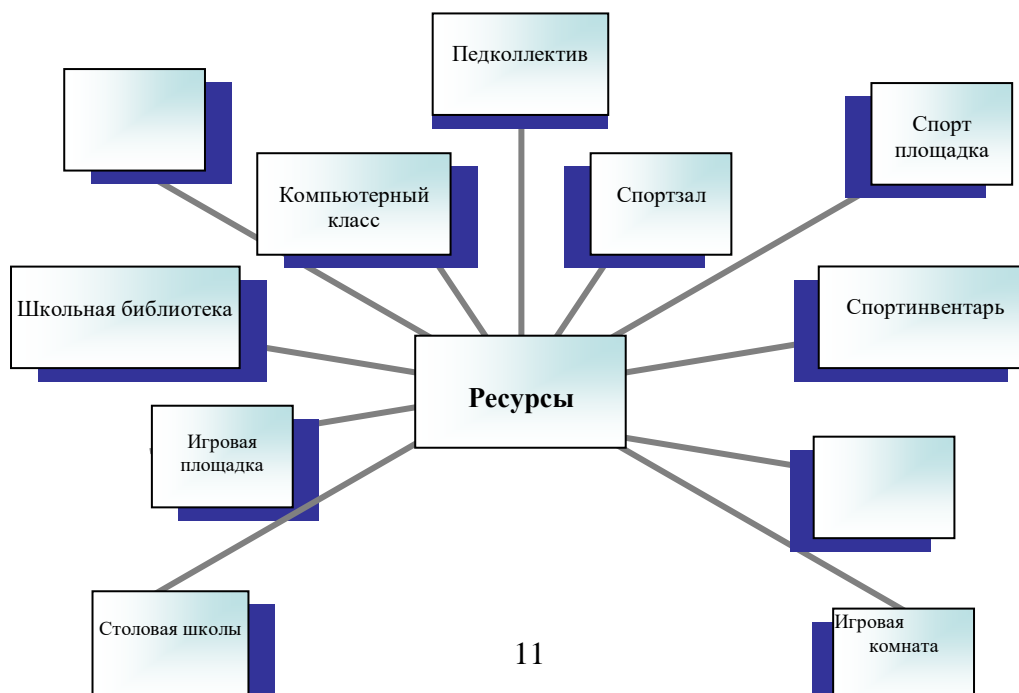 Педколлектив
Спорт
площадка
Компьютерный
класс
Спортзал
Школьная библиотека
Спортинвентарь
Ресурсы
Игровая
площадка
Столовая школы
Игровая
комната
11